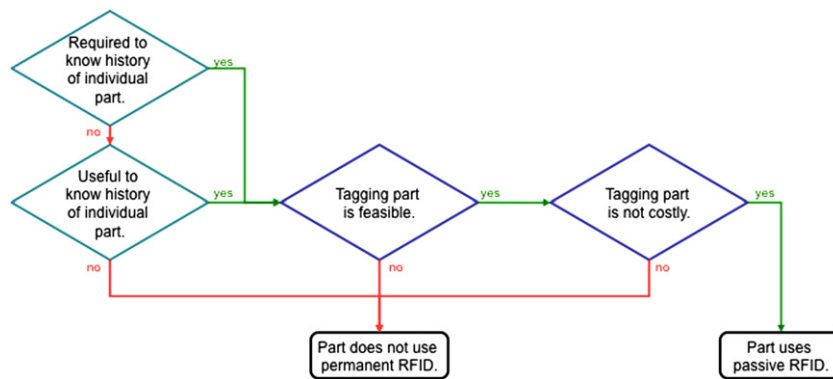 Required to
know history
of individual
part.
yes
no
Useful to
know history
of individual
part.
yes
no
Tagging part
is feasible.
yes
no
Tagging part
is not costly.
yes
no
Part does not use
permanent RFID.
Part uses
passive RFID.